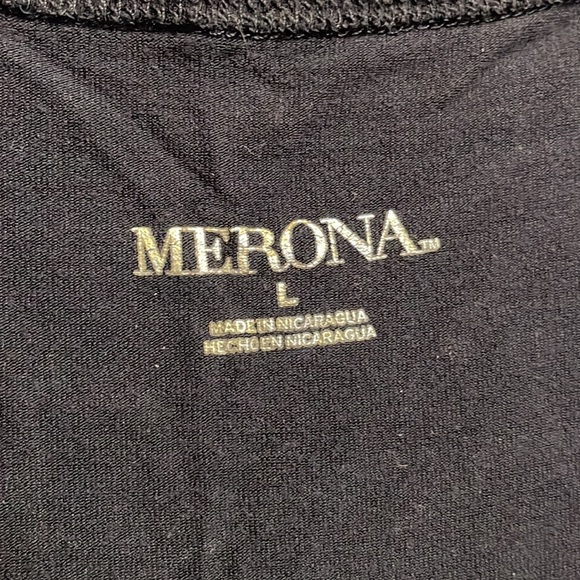 MERONA™
L
MADE IN NICARAGUA
HECHO EN NICARAGUA